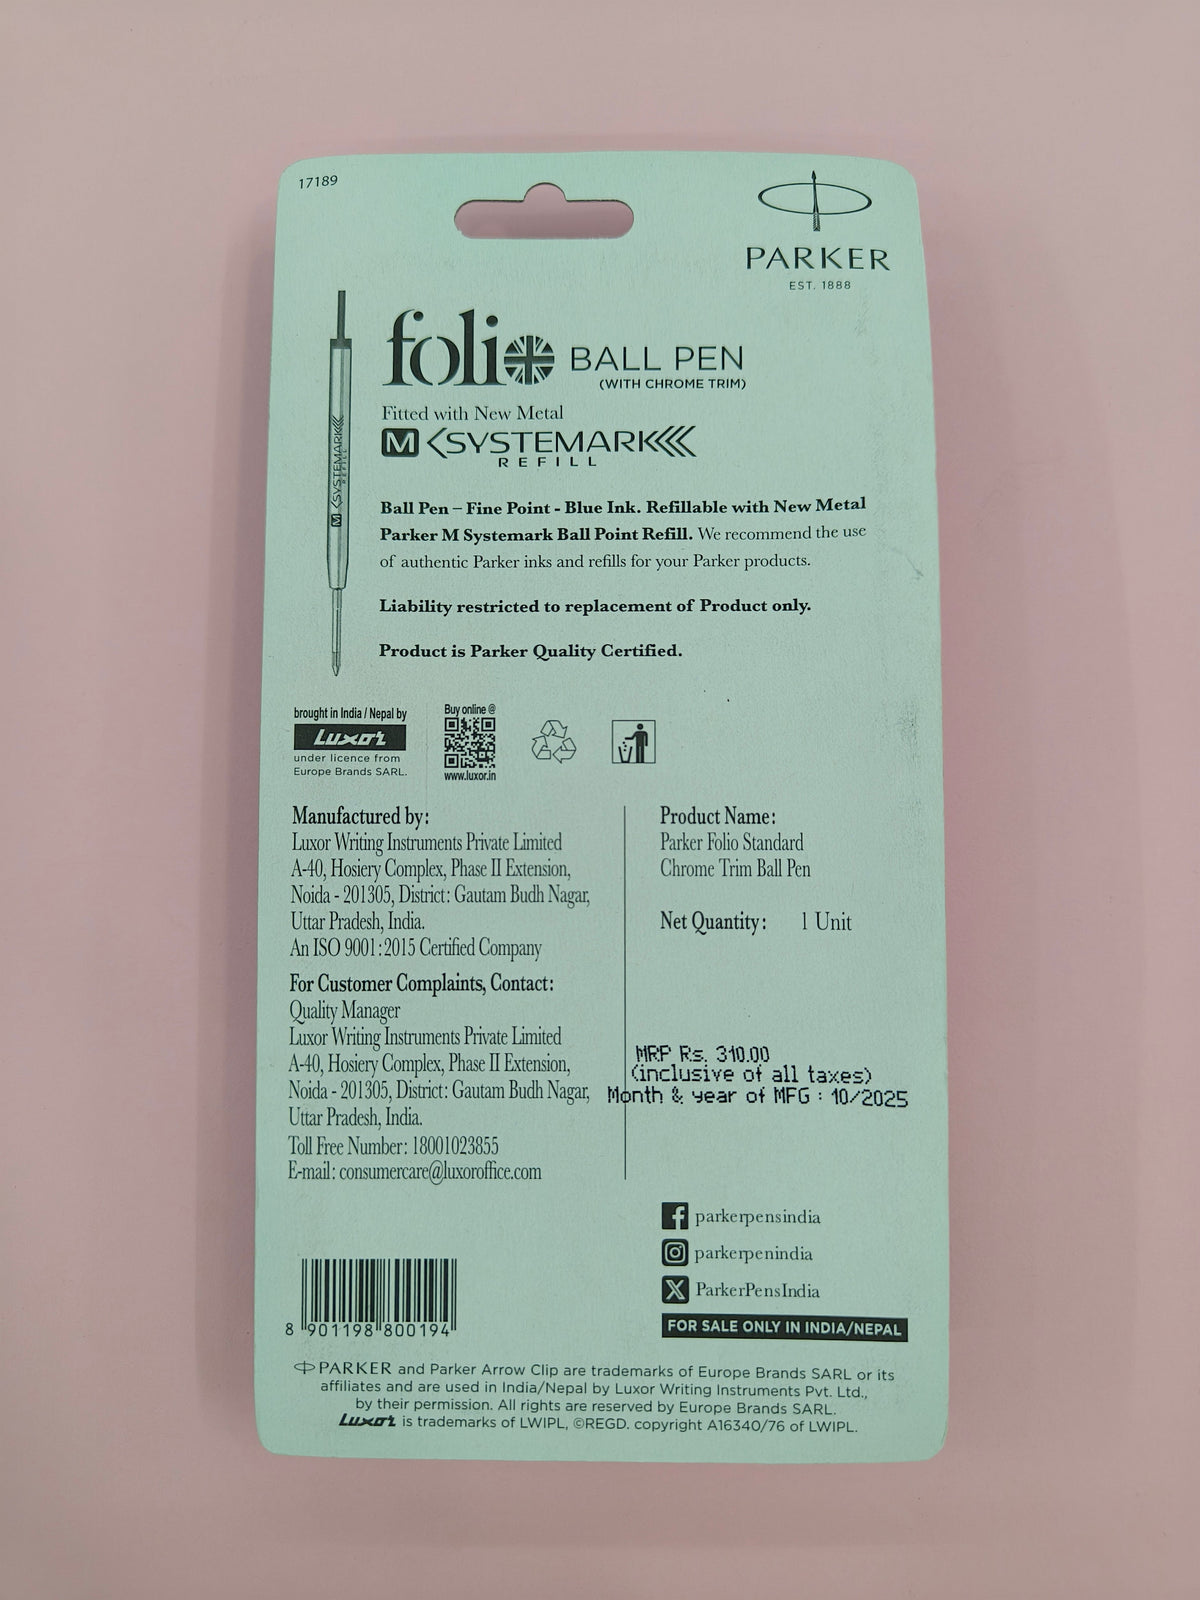 17189
PARKER
EST. 1888
folio BALL PEN
(WITH CHROME TRIM)
Fitted with New Metal
M SYSTEMARK
REFILL
M SYSTEMARK
REFILL
Ball Pen – Fine Point - Blue Ink. Refillable with New Metal
Parker M Systemark Ball Point Refill. We recommend the use
of authentic Parker inks and refills for your Parker products.
Liability restricted to replacement of Product only.
Product is Parker Quality Certified.
brought in India / Nepal by
Luxor
under licence from
Europe Brands SARL.
Buy online @
www.luxor.in
Manufactured by:
Luxor Writing Instruments Private Limited
A-40, Hosiery Complex, Phase II Extension,
Noida - 201305, District: Gautam Budh Nagar,
Uttar Pradesh, India.
An ISO 9001:2015 Certified Company
For Customer Complaints, Contact:
Quality Manager
Luxor Writing Instruments Private Limited
A-40, Hosiery Complex, Phase II Extension,
Noida - 201305, District: Gautam Budh Nagar,
Uttar Pradesh, India.
Toll Free Number: 18001023855
E-mail: consumercare@luxoroffice.com
Product Name:
Parker Folio Standard
Chrome Trim Ball Pen
Net Quantity: 1 Unit
MRP Rs. 310.00
(inclusive of all taxes)
Month & year of MFG : 10/2025
parkerpensindia
parkerpenindia
ParkerPensIndia
FOR SALE ONLY IN INDIA/NEPAL
8 901198 800194
PARKER and Parker Arrow Clip are trademarks of Europe Brands SARL or its
affiliates and are used in India/Nepal by Luxor Writing Instruments Pvt. Ltd.,
by their permission. All rights are reserved by Europe Brands SARL.
Luxor is trademarks of LWIPL, ©REGD. copyright A16340/76 of LWIPL.